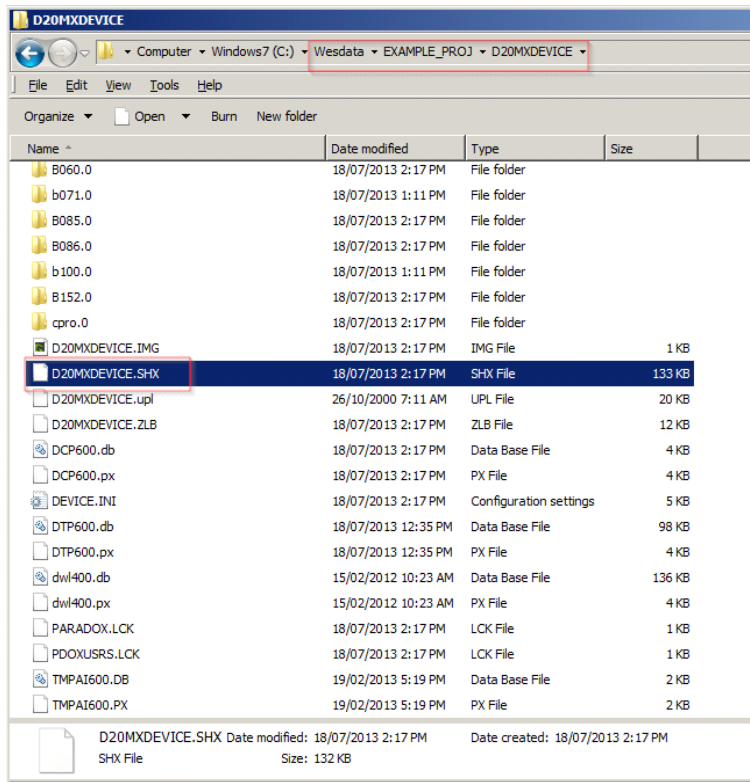 D20MXDEVICE
Computer Windows7 (C:) Wesdata EXAMPLE_PROJ D20MXDEVICE
File Edit View Tools Help
Organize Open Burn New folder
Name Date modified Type Size
B060.0 18/07/2013 2:17 PM File folder
b071.0 18/07/2013 1:11 PM File folder
B085.0 18/07/2013 2:17 PM File folder
B086.0 18/07/2013 2:17 PM File folder
b100.0 18/07/2013 1:11 PM File folder
B152.0 18/07/2013 2:17 PM File folder
cpro.0 18/07/2013 2:17 PM File folder
D20MXDEVICE.IMG 18/07/2013 2:17 PM IMG File 1 KB
D20MXDEVICE.SHX 18/07/2013 2:17 PM SHX File 133 KB
D20MXDEVICE.upl 26/10/2000 7:11 AM UPL File 20 KB
D20MXDEVICE.ZLB 18/07/2013 2:17 PM ZLB File 12 KB
DCP600.db 18/07/2013 2:17 PM Data Base File 4 KB
DCP600.px 18/07/2013 2:17 PM PX File 4 KB
DEVICE.INI 18/07/2013 2:17 PM Configuration settings 5 KB
DTP600.db 18/07/2013 12:35 PM Data Base File 98 KB
DTP600.px 18/07/2013 12:35 PM PX File 4 KB
dwl400.db 15/02/2012 10:23 AM Data Base File 136 KB
dwl400.px 15/02/2012 10:23 AM PX File 4 KB
PARADOX.LCK 18/07/2013 2:17 PM LCK File 1 KB
PDOXUSRS.LCK 18/07/2013 2:17 PM LCK File 1 KB
TMPAI600.DB 19/02/2013 5:19 PM Data Base File 2 KB
TMPAI600.PX 19/02/2013 5:19 PM PX File 2 KB
D20MXDEVICE.SHX Date modified: 18/07/2013 2:17 PM Date created: 18/07/2013 2:17 PM
SHX File Size: 132 KB